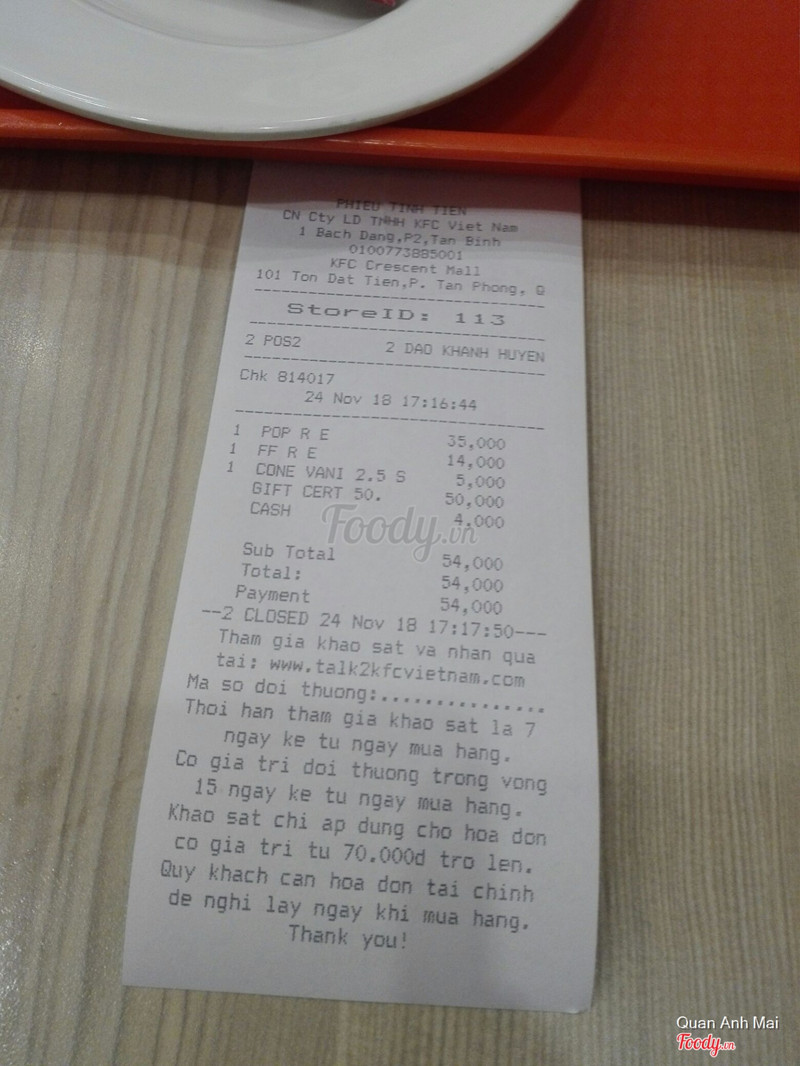 PHIEU TINH TIEN
CN Cty LD TNHH KFC Viet Nam
1 Bach Dang,P2,Tan Binh
0100773885001
KFC Crescent Mall
101 Ton Dat Tien,P. Tan Phong, Q
StoreID: 113
2 POS2 2 DAO KHANH HUYEN
Chk 814017
24 Nov 18 17:16:44
1 POP R E 35,000
1 FF R E 14,000
1 CONE VANI 2.5 S 5,000
GIFT CERT 50. 50,000
CASH 4,000
Foody.vn
Sub Total 54,000
Total: 54,000
Payment 54,000
--2 CLOSED 24 Nov 18 17:17:50---
Tham gia khao sat va nhan qua
tai: www.talk2kfcvietnam.com
Ma so doi thuong:...............
Thoi han tham gia khao sat la 7
ngay ke tu ngay mua hang.
Co gia tri doi thuong trong vong
15 ngay ke tu ngay mua hang.
Khao sat chi ap dung cho hoa don
co gia tri tu 70.000d tro len.
Quy khach can hoa don tai chinh
de nghi lay ngay khi mua hang.
Thank you!
Quan Anh Mai
Foody.vn